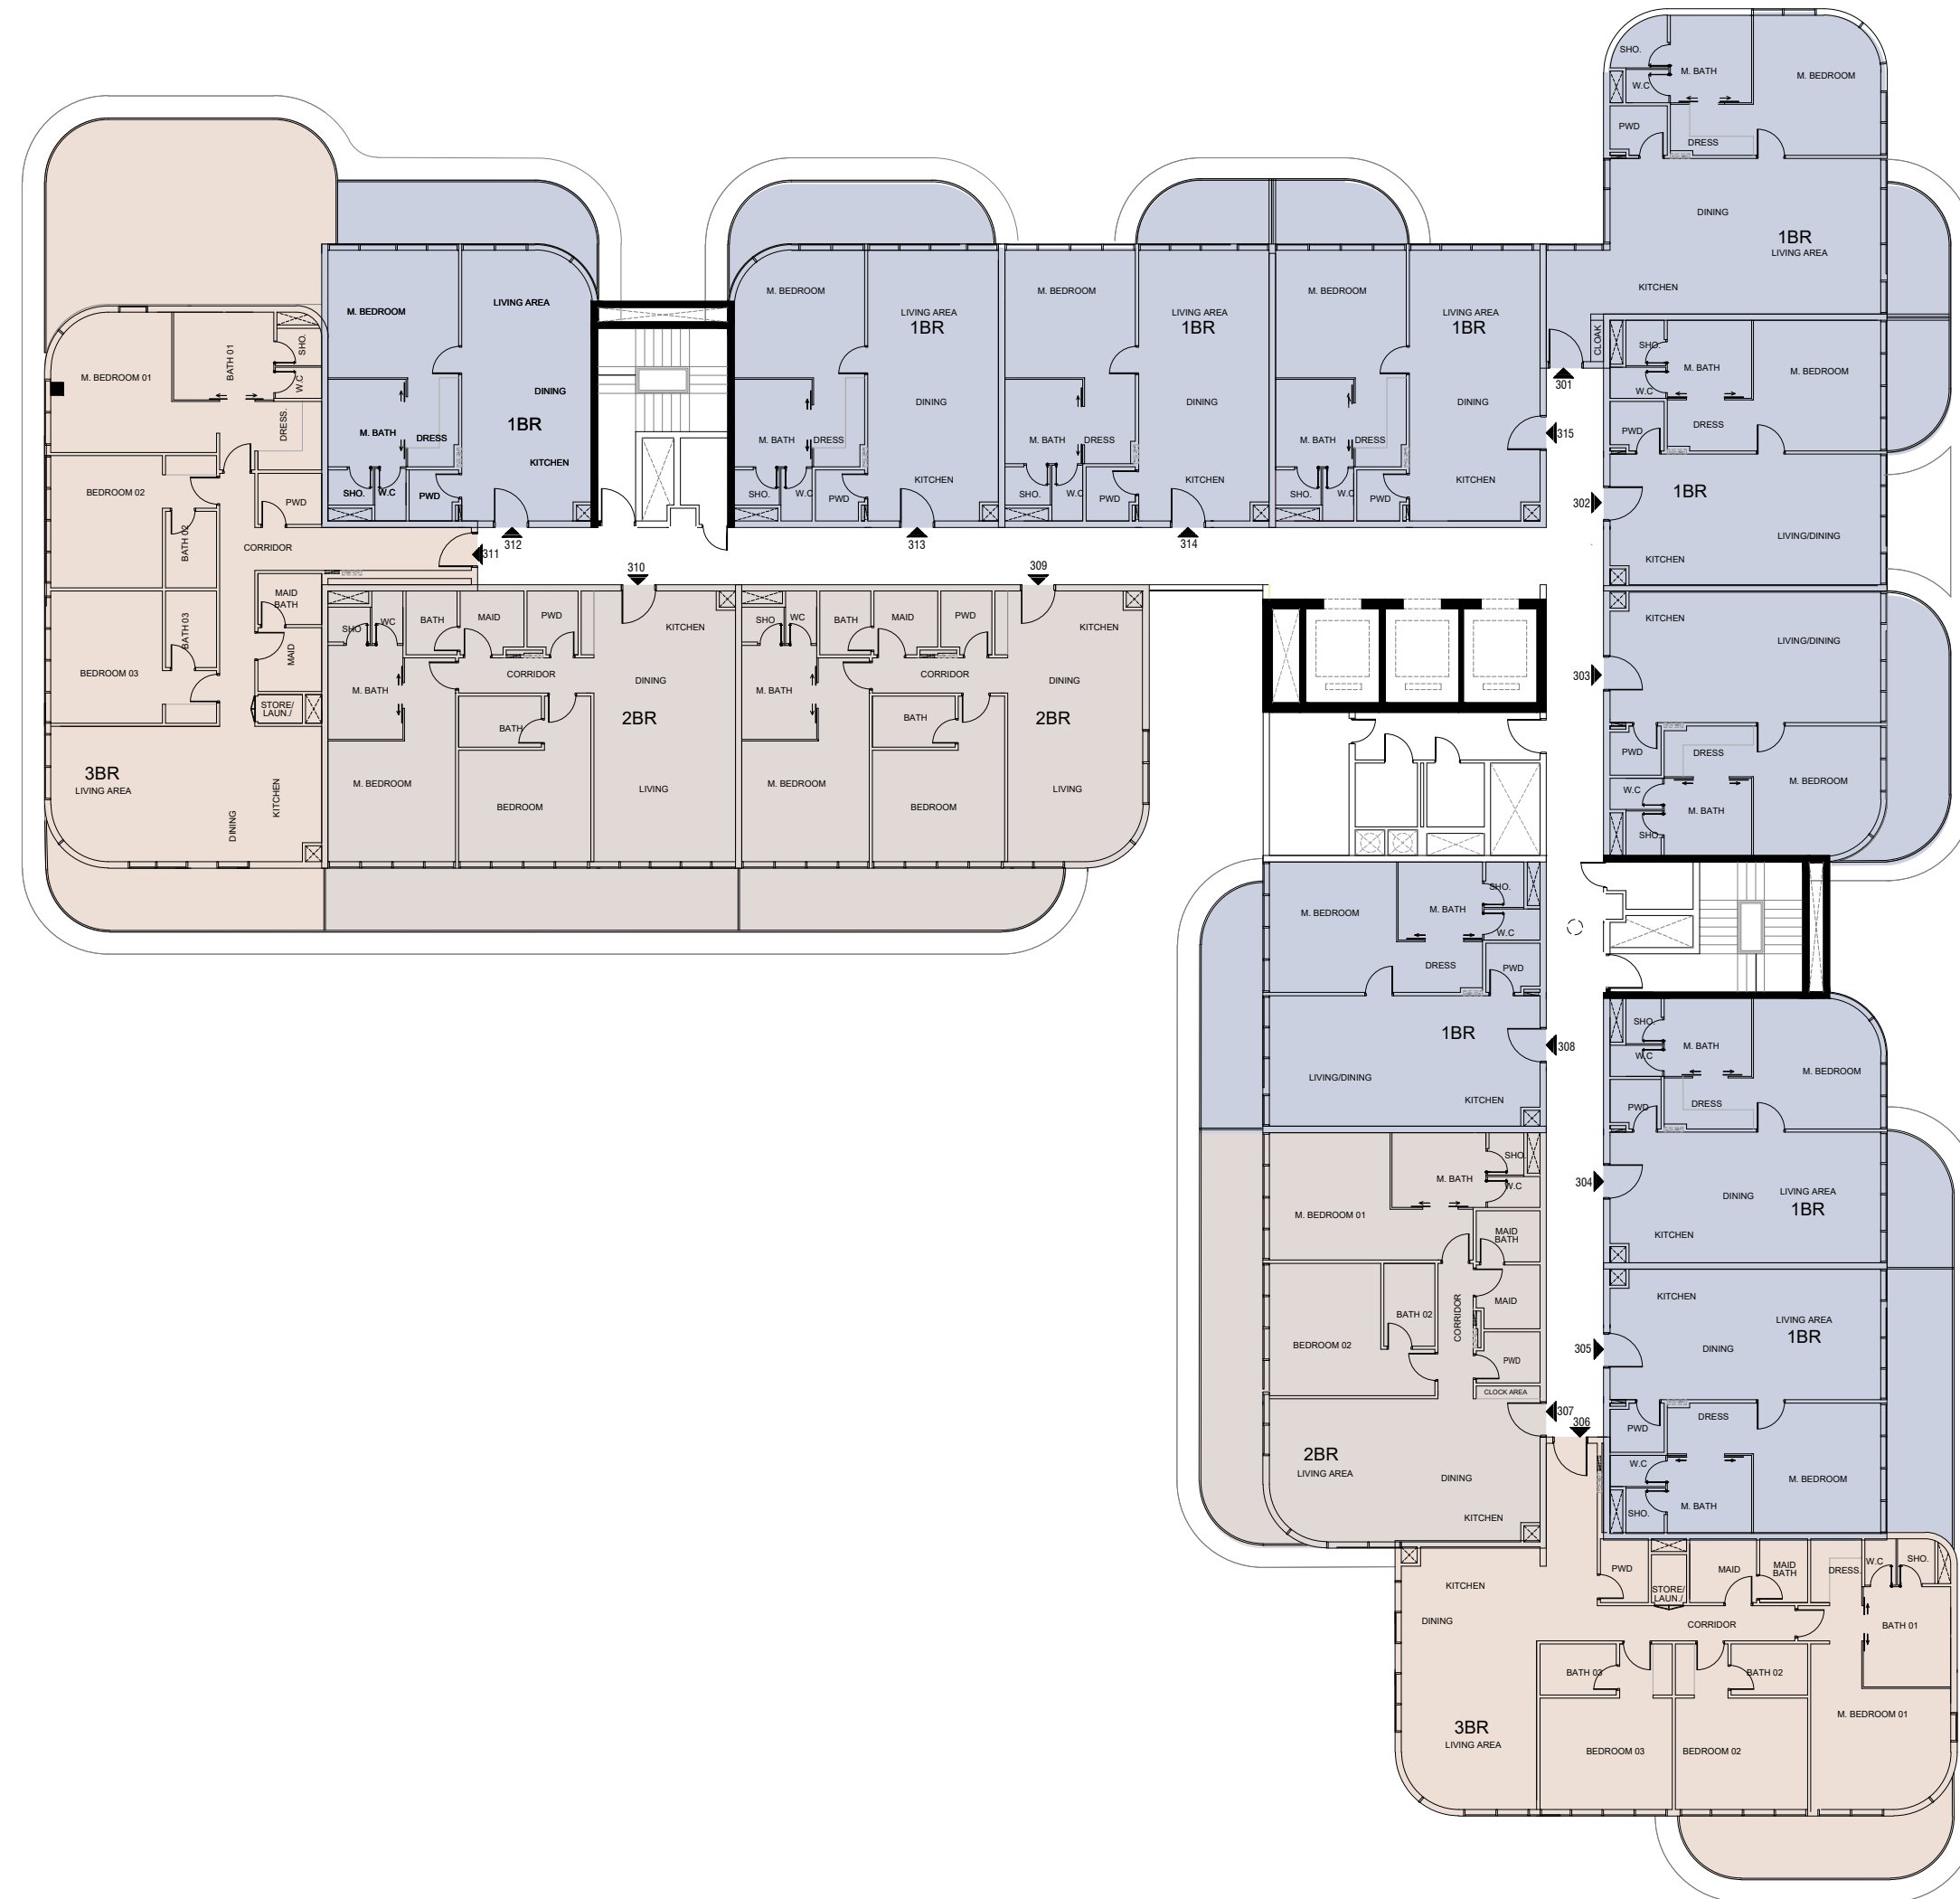 SHO.
M. BATH
M. BEDROOM
W.C
PWD
DRESS
DINING
1BR
LIVING AREA
KITCHEN
CLOAK
301
M. BEDROOM
LIVING AREA
DINING
1BR
M. BATH
DRESS
KITCHEN
SHO.
W.C
PWD
312
M. BEDROOM
LIVING AREA
1BR
DINING
M. BATH
DRESS
KITCHEN
SHO.
W.C
PWD
313
M. BEDROOM
LIVING AREA
1BR
DINING
M. BATH
DRESS
KITCHEN
SHO.
W.C
PWD
314
M. BEDROOM
LIVING AREA
1BR
DINING
M. BATH
DRESS
KITCHEN
SHO.
W.C
PWD
315
SHO.
M. BATH
M. BEDROOM
W.C
PWD
DRESS
1BR
302
LIVING/DINING
KITCHEN
M. BEDROOM 01
BATH 01
SHO.
W.C
DRESS.
BEDROOM 02
PWD
BATH 02
CORRIDOR
311
MAID
BATH
BATH 03
MAID
BEDROOM 03
STORE/
LAUN./
3BR
LIVING AREA
DINING
KITCHEN
310
SHO
WC
BATH
MAID
PWD
KITCHEN
CORRIDOR
DINING
M. BATH
2BR
BATH
M. BEDROOM
BEDROOM
LIVING
309
SHO
WC
BATH
MAID
PWD
KITCHEN
CORRIDOR
DINING
M. BATH
2BR
BATH
M. BEDROOM
BEDROOM
LIVING
KITCHEN
LIVING/DINING
303
PWD
DRESS
M. BEDROOM
W.C
M. BATH
SHO.
M. BEDROOM
M. BATH
SHO.
W.C
DRESS
PWD
1BR
308
LIVING/DINING
KITCHEN
SHO.
M. BATH
W.C
M. BEDROOM
PWD
DRESS
304
DINING
LIVING AREA
1BR
KITCHEN
SHO.
M. BATH
W.C
M. BEDROOM 01
MAID
BATH
MAID
BATH 02
CORRIDOR
BEDROOM 02
PWD
CLOCK AREA
307
2BR
LIVING AREA
DINING
KITCHEN
KITCHEN
LIVING AREA
1BR
305
DINING
DRESS
PWD
W.C
M. BEDROOM
M. BATH
SHO.
306
KITCHEN
DINING
PWD
STORE/
LAUN./
MAID
MAID
BATH
DRESS.
W.C
SHO.
CORRIDOR
BATH 01
BATH 03
BATH 02
M. BEDROOM 01
3BR
LIVING AREA
BEDROOM 03
BEDROOM 02